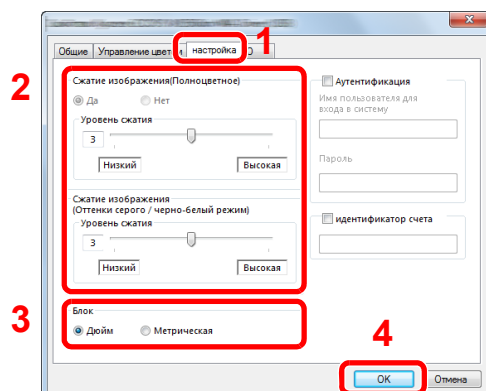 Общие Управление цветом настройка
1
2
Сжатие изображения(Полноцветное)
Да Нет
Уровень сжатия
3
Низкий Высокая
Сжатие изображения
(Оттенки серого / черно-белый режим)
Уровень сжатия
3
Низкий Высокая
Аутентификация
Имя пользователя для
входа в систему
Пароль
идентификатор счета
3
Блок
Дюйм Метрическая
4
OK Отмена